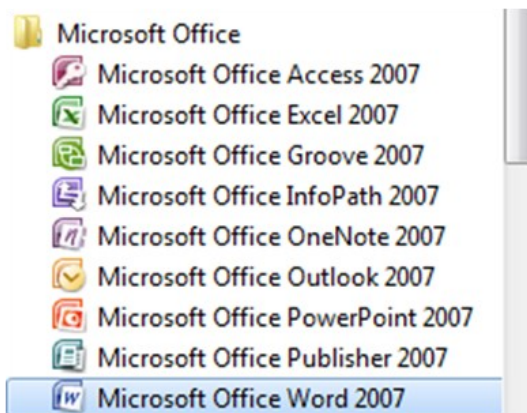 Microsoft Office
Microsoft Office Access 2007
Microsoft Office Excel 2007
Microsoft Office Groove 2007
Microsoft Office InfoPath 2007
Microsoft Office OneNote 2007
Microsoft Office Outlook 2007
Microsoft Office PowerPoint 2007
Microsoft Office Publisher 2007
Microsoft Office Word 2007